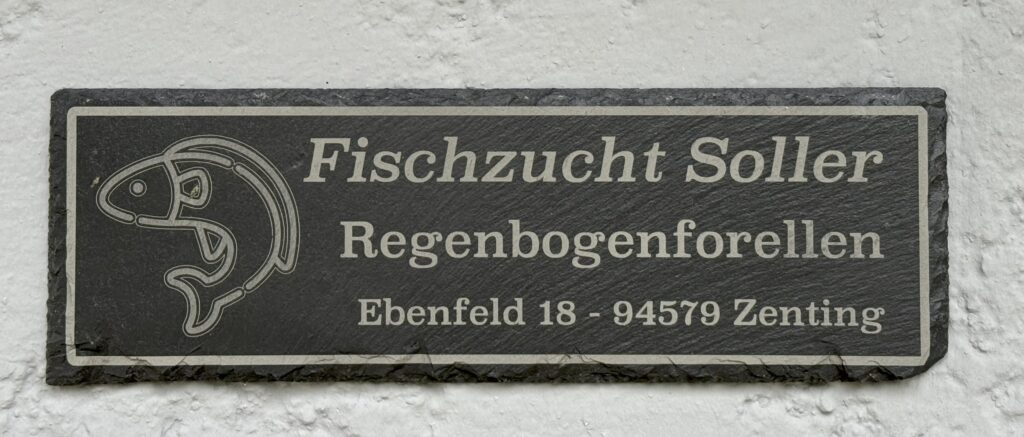 Fischzucht Soller
Regenbogenforellen
Ebenfeld 18 - 94579 Zenting